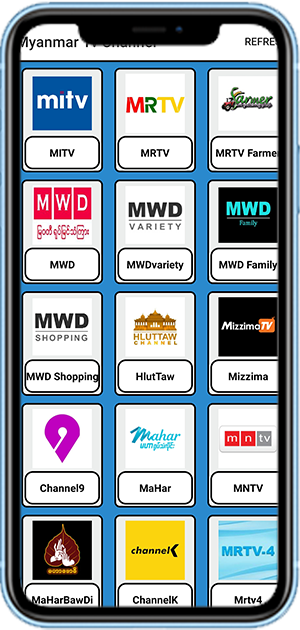 Myanmar TV Channel REFRE
mitv MRTV Farmer
MITV MRTV MRTV Farme
MWD MWD MWD
မြဝတီ ရုပ်မြင်သံကြား VARIETY Family
MWD MWDvariety MWD Family
MWD HLUTTAW MizzimaTV
SHOPPING CHANNEL
MWD Shopping HlutTaw Mizzima
9 Mahar mntv
Channel9 MaHar MNTV
channelK MRTV-4
MaHarBawDi ChannelK Mrtv4